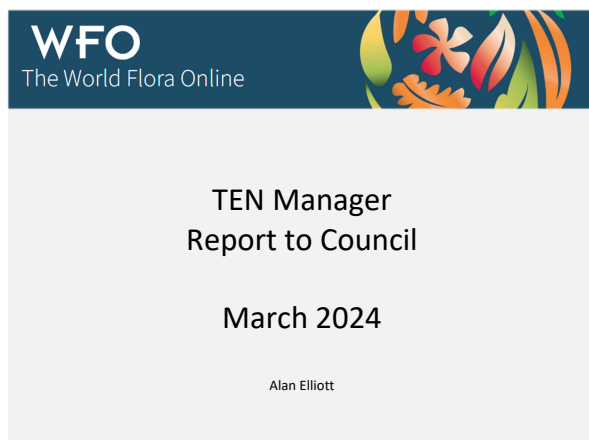 WFO
The World Flora Online
TEN Manager
Report to Council
March 2024
Alan Elliott